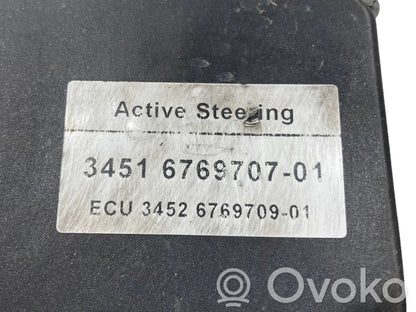 Active Steering
3451 6769707-01
ECU 3452 6769709-01
Ovoko